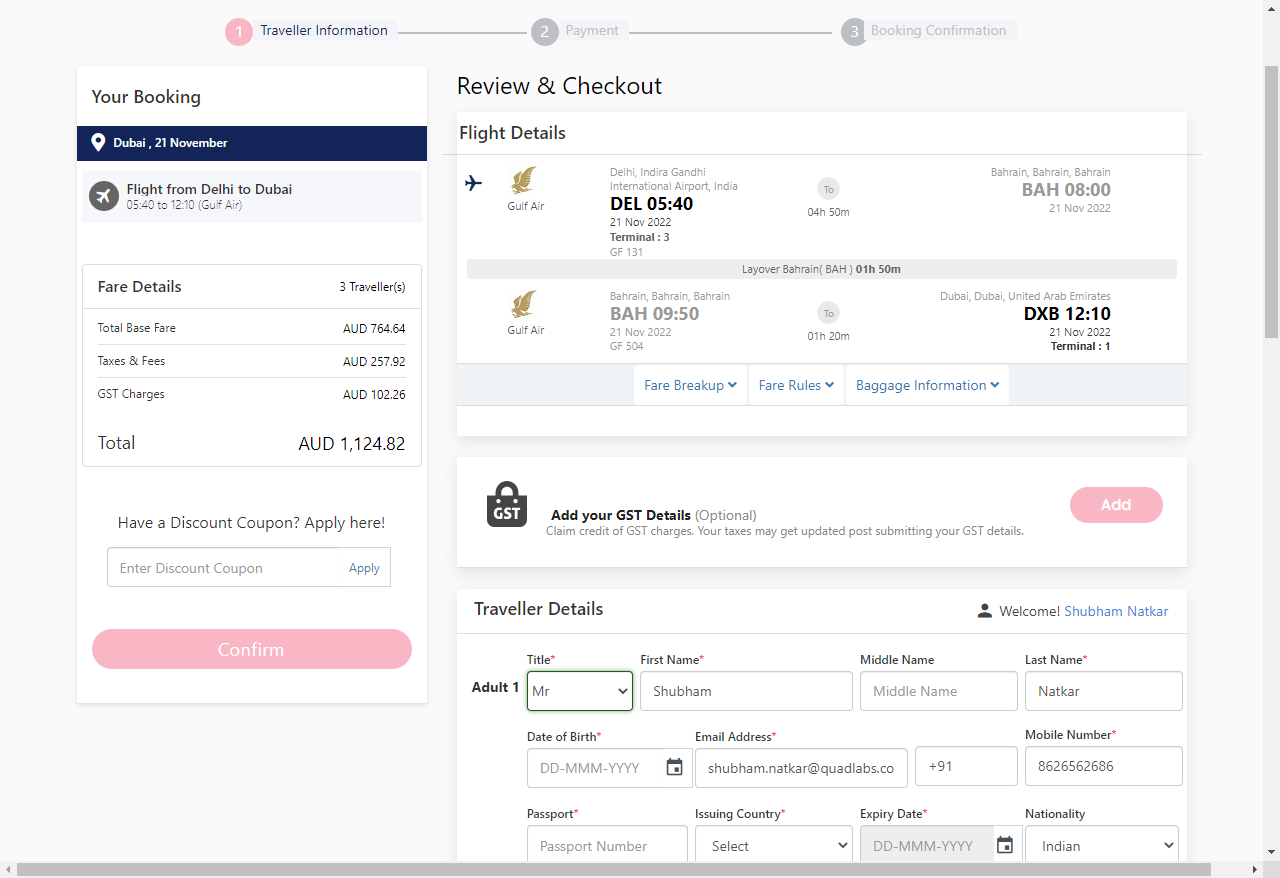 1 Traveller Information
2 Payment
3 Booking Confirmation
Your Booking
Dubai , 21 November
Flight from Delhi to Dubai
05:40 to 12:10 (Gulf Air)
Fare Details 3 Traveller(s)
Total Base Fare AUD 764.64
Taxes & Fees AUD 257.92
GST Charges AUD 102.26
Total AUD 1,124.82
Have a Discount Coupon? Apply here!
Enter Discount Coupon Apply
Confirm
Review & Checkout
Flight Details
Gulf Air
Delhi, Indira Gandhi
International Airport, India
DEL 05:40
21 Nov 2022
Terminal : 3
GF 131
To
04h 50m
Bahrain, Bahrain, Bahrain
BAH 08:00
21 Nov 2022
Layover Bahrain( BAH ) 01h 50m
Gulf Air
Bahrain, Bahrain, Bahrain
BAH 09:50
21 Nov 2022
GF 504
To
01h 20m
Dubai, Dubai, United Arab Emirates
DXB 12:10
21 Nov 2022
Terminal : 1
Fare Breakup Fare Rules Baggage Information
GST
Add your GST Details (Optional)
Claim credit of GST charges. Your taxes may get updated post submitting your GST details.
Add
Traveller Details
Welcome! Shubham Natkar
Title* First Name* Middle Name Last Name*
Adult 1 Mr Shubham Middle Name Natkar
Date of Birth* Email Address* Mobile Number*
DD-MMM-YYYY shubham.natkar@quadlabs.co +91 8626562686
Passport* Issuing Country* Expiry Date* Nationality
Passport Number Select DD-MMM-YYYY Indian